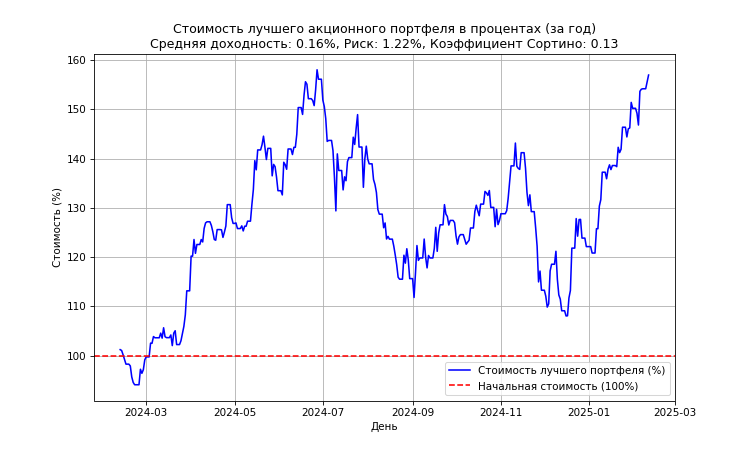 Стоимость лучшего акционного портфеля в процентах (за год)
Средняя доходность: 0.16%, Риск: 1.22%, Коэффициент Сортино: 0.13
Стоимость (%)
160
150
140
130
120
110
100
Стоимость лучшего портфеля (%)
Начальная стоимость (100%)
2024-03
2024-05
2024-07
2024-09
2024-11
2025-01
2025-03
День